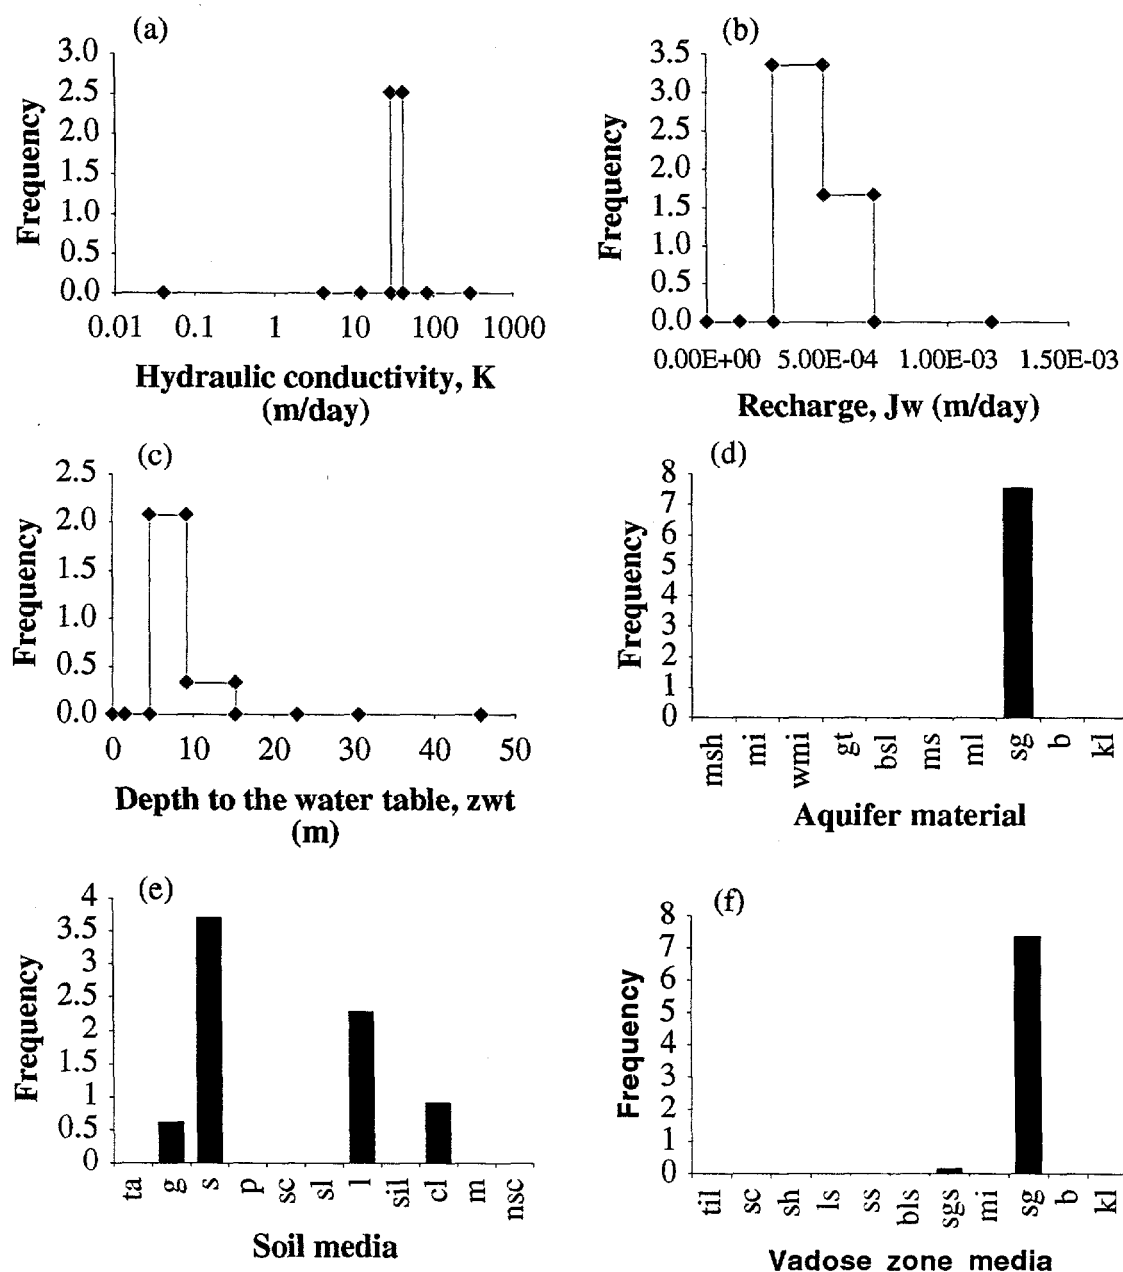 (a)
3.0
2.5
2.0
1.5
1.0
0.5
0.0
Frequency
0.01 0.1 1 10 100 1000
Hydraulic conductivity, K
(m/day)
(b)
3.5
3.0
2.5
2.0
1.5
1.0
0.5
0.0
Frequency
0.00E+00 5.00E-04 1.00E-03 1.50E-03
Recharge, Jw (m/day)
(c)
2.5
2.0
1.5
1.0
0.5
0.0
Frequency
0 10 20 30 40 50
Depth to the water table, zwt
(m)
(d)
8
7
6
5
4
3
2
1
0
Frequency
msh mi wmi gt bsl ms ml sg b kl
Aquifer material
(e)
4
3.5
3
2.5
2
1.5
1
0.5
0
Frequency
ta g s p sc sl l sil cl m nsc
Soil media
(f)
8
7
6
5
4
3
2
1
0
Frequency
til sc sh ls ss bls sgs mi sg b kl
Vadose zone media